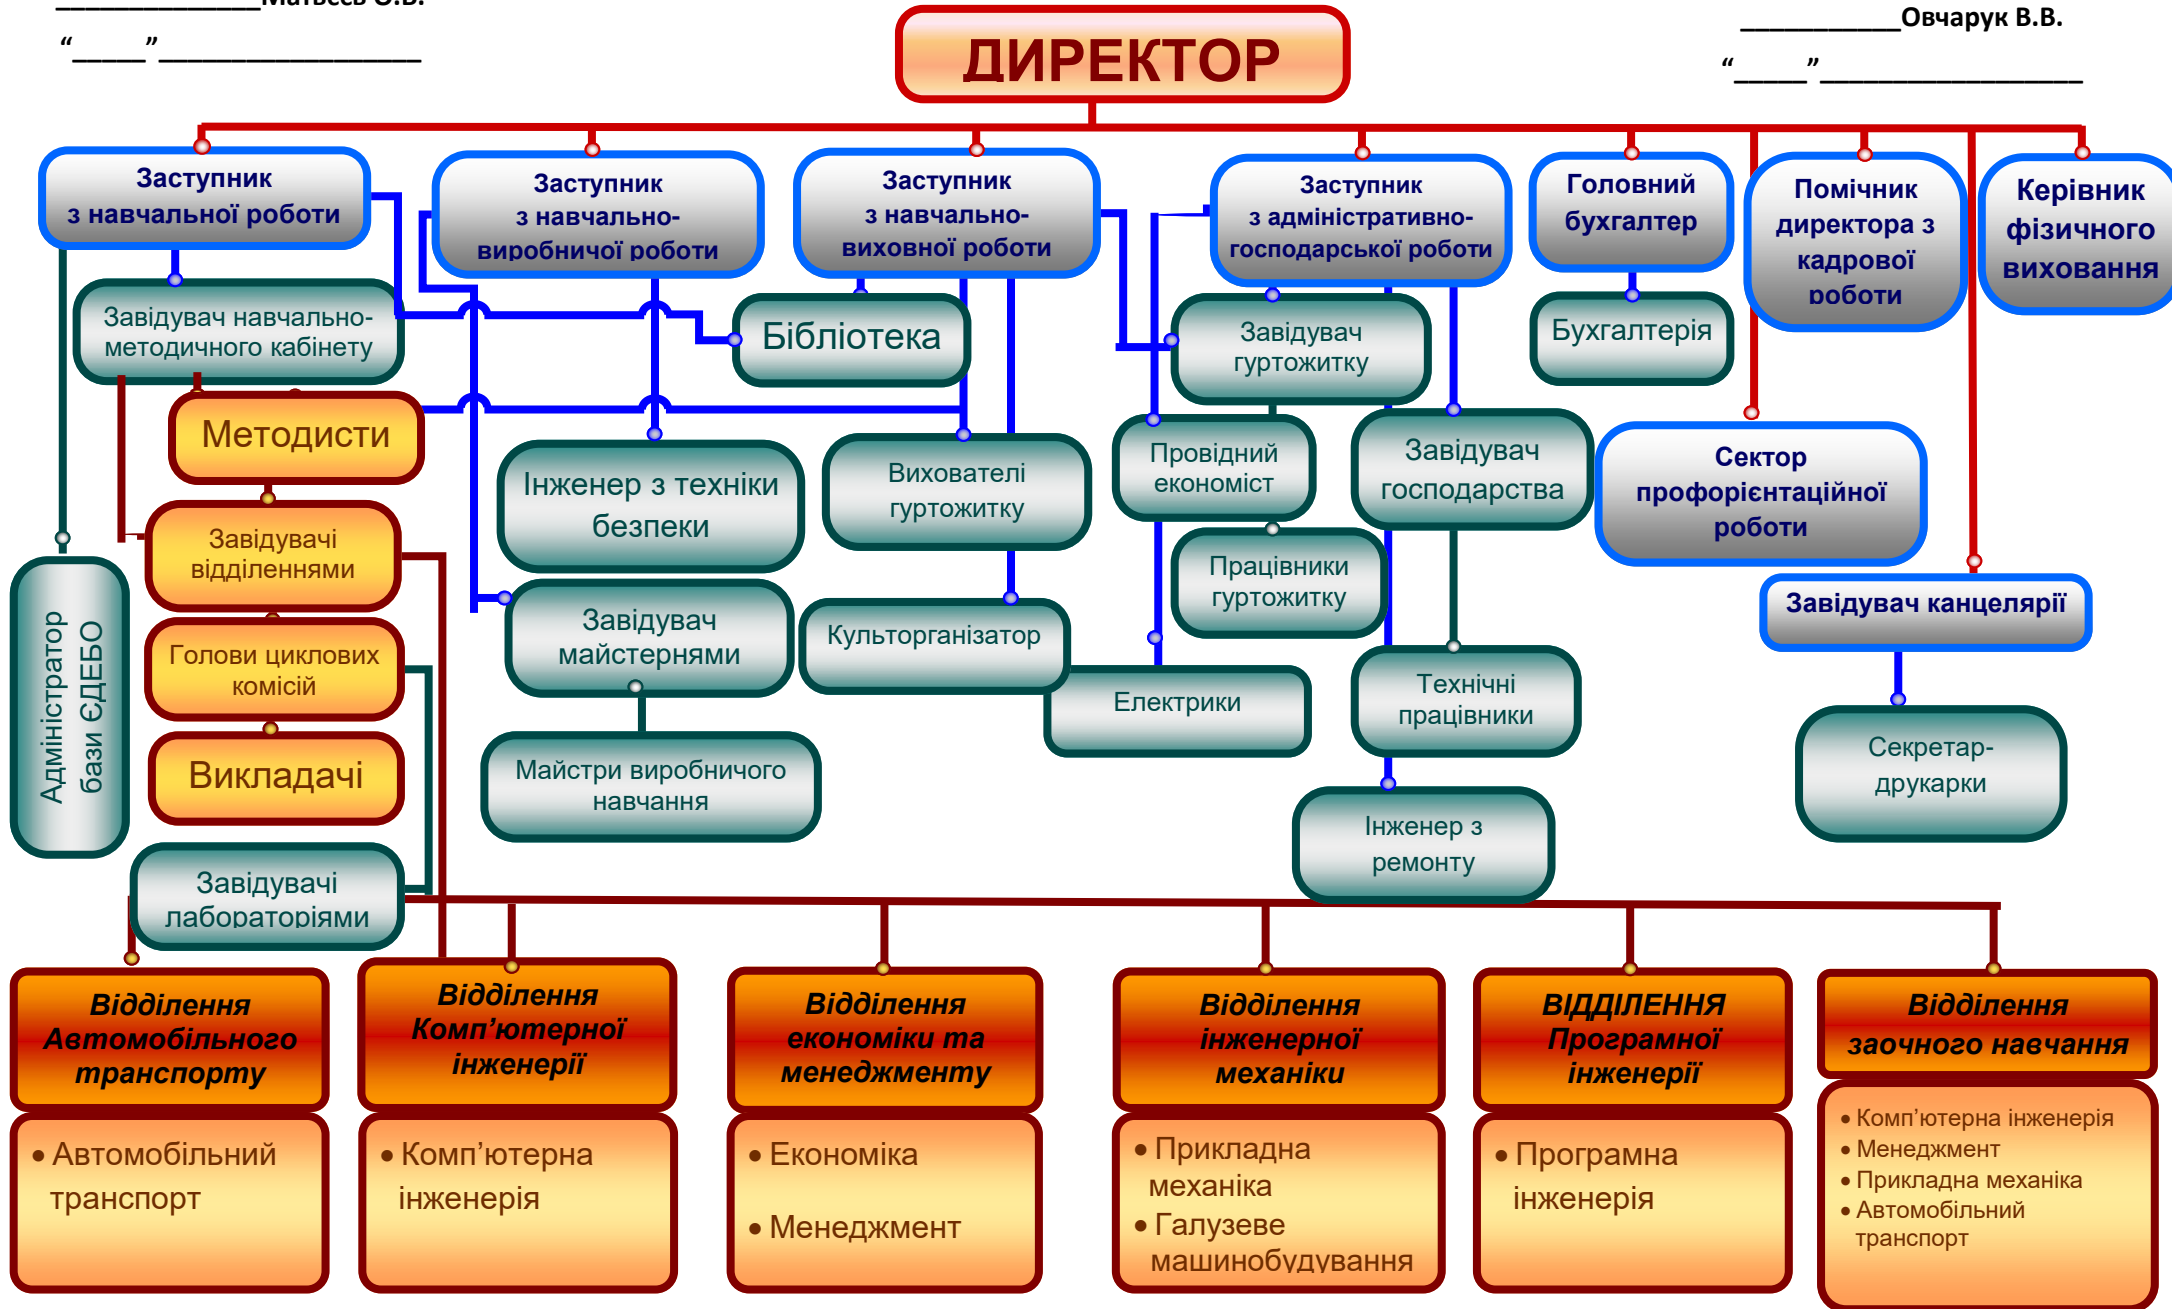 Матвєєв О.В.
“_____”__________________
___________Овчарук В.В.
“_____”__________________
ДИРЕКТОР
Заступник
з навчальної роботи
Заступник
з навчально-
виробничої роботи
Заступник
з навчально-
виховної роботи
Заступник
з адміністративно-
господарської роботи
Головний
бухгалтер
Помічник
директора з
кадрової
роботи
Керівник
фізичного
виховання
Завідувач навчально-
методичного кабінету
Бібліотека
Завідувач
гуртожитку
Бухгалтерія
Методисти
Інженер з техніки
безпеки
Вихователі
гуртожитку
Провідний
економіст
Завідувач
господарства
Сектор
профорієнтаційної
роботи
Завідувачі
відділеннями
Працівники
гуртожитку
Завідувач канцелярії
Адміністратор
бази ЄДЕБО
Голови циклових
комісій
Завідувач
майстернями
Культорганізатор
Електрики
Технічні
працівники
Викладачі
Майстри виробничого
навчання
Секретар-
друкарки
Інженер з
ремонту
Завідувачі
лабораторіями
Відділення
Автомобільного
транспорту
Відділення
Комп’ютерної
інженерії
Відділення
економіки та
менеджменту
Відділення
інженерної
механіки
ВІДДІЛЕННЯ
Програмної
інженерії
Відділення
заочного навчання
• Автомобільний
транспорт
• Комп’ютерна
інженерія
• Економіка
• Менеджмент
• Прикладна
механіка
• Галузеве
машинобудування
• Програмна
інженерія
• Комп’ютерна інженерія
• Менеджмент
• Прикладна механіка
• Автомобільний
транспорт